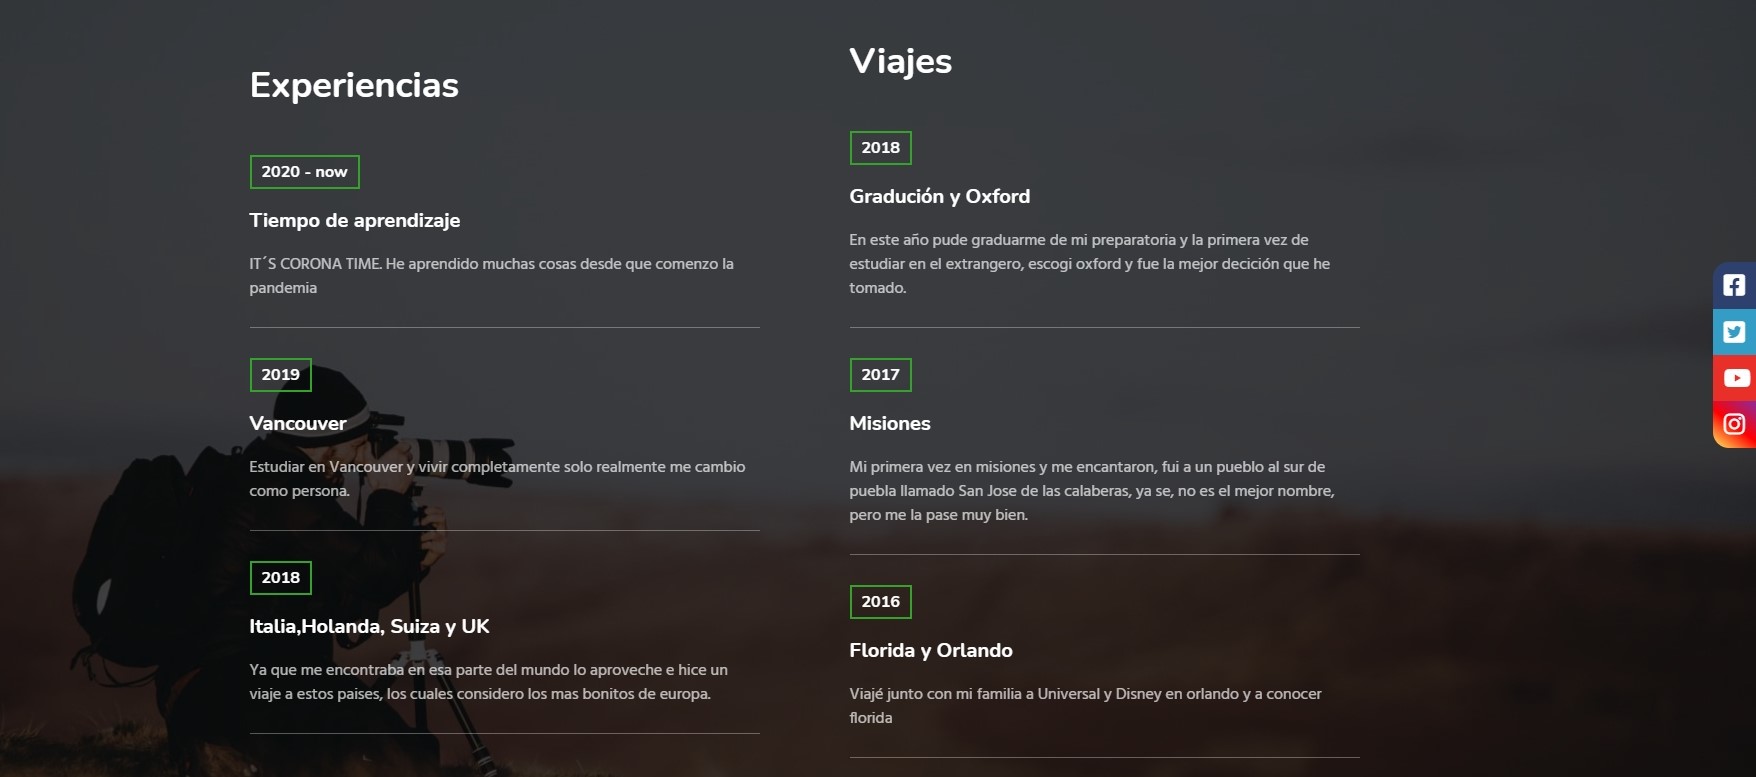 Experiencias
2020 - now
Tiempo de aprendizaje
IT´S CORONA TIME. He aprendido muchas cosas desde que comenzo la
pandemia
2019
Vancouver
Estudiar en Vancouver y vivir completamente solo realmente me cambio
como persona.
2018
Italia,Holanda, Suiza y UK
Ya que me encontraba en esa parte del mundo lo aproveche e hice un
viaje a estos paises, los cuales considero los mas bonitos de europa.
Viajes
2018
Gradución y Oxford
En este año pude graduarme de mi preparatoria y la primera vez de
estudiar en el extrangero, escogi oxford y fue la mejor decición que he
tomado.
2017
Misiones
Mi primera vez en misiones y me encantaron, fui a un pueblo al sur de
puebla llamado San Jose de las calaberas, ya se, no es el mejor nombre,
pero me la pase muy bien.
2016
Florida y Orlando
Viajé junto con mi familia a Universal y Disney en orlando y a conocer
florida